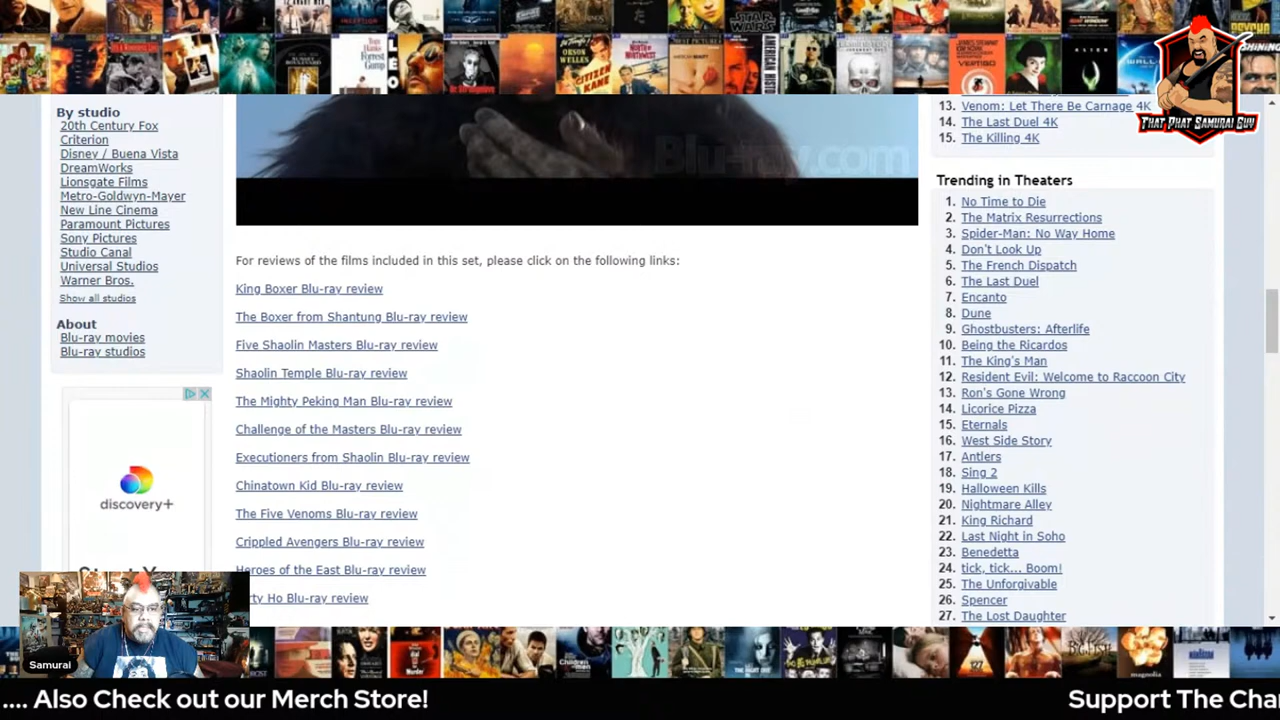 By studio
20th Century Fox
Criterion
Disney / Buena Vista
DreamWorks
Lionsgate Films
Metro-Goldwyn-Mayer
New Line Cinema
Paramount Pictures
Sony Pictures
Studio Canal
Universal Studios
Warner Bros.
Show all studios
About
Blu-ray movies
Blu-ray studios
discovery+
Samurai
Blu-ray.com
For reviews of the films included in this set, please click on the following links:
King Boxer Blu-ray review
The Boxer from Shantung Blu-ray review
Five Shaolin Masters Blu-ray review
Shaolin Temple Blu-ray review
The Mighty Peking Man Blu-ray review
Challenge of the Masters Blu-ray review
Executioners from Shaolin Blu-ray review
Chinatown Kid Blu-ray review
The Five Venoms Blu-ray review
Crippled Avengers Blu-ray review
Heroes of the East Blu-ray review
rty Ho Blu-ray review
THAT PHAT SAMURAI GUY
13. Venom: Let There Be Carnage 4K
14. The Last Duel 4K
15. The Killing 4K
Trending in Theaters
1. No Time to Die
2. The Matrix Resurrections
3. Spider-Man: No Way Home
4. Don't Look Up
5. The French Dispatch
6. The Last Duel
7. Encanto
8. Dune
9. Ghostbusters: Afterlife
10. Being the Ricardos
11. The King's Man
12. Resident Evil: Welcome to Raccoon City
13. Ron's Gone Wrong
14. Licorice Pizza
15. Eternals
16. West Side Story
17. Antlers
18. Sing 2
19. Halloween Kills
20. Nightmare Alley
21. King Richard
22. Last Night in Soho
23. Benedetta
24. tick, tick... Boom!
25. The Unforgivable
26. Spencer
27. The Lost Daughter
.... Also Check out our Merch Store!
Support The Cha